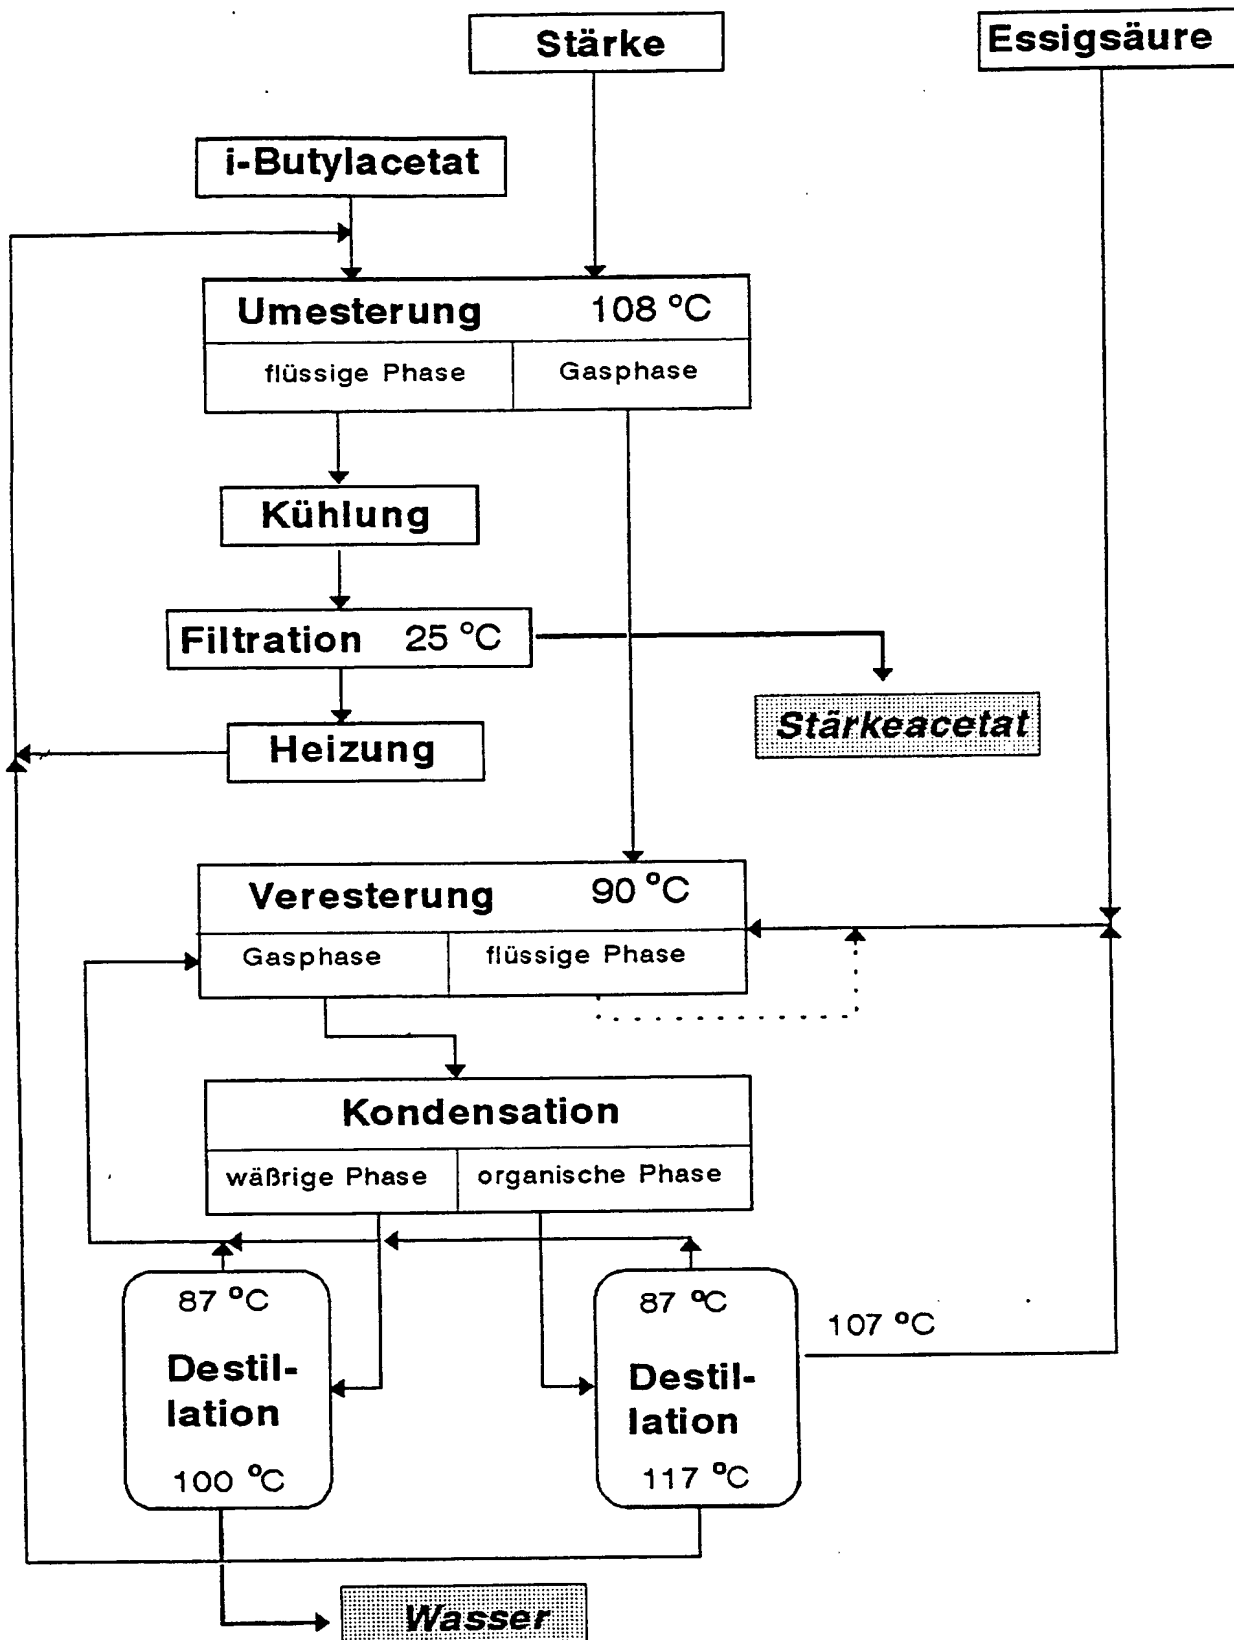 Stärke
Essigsäure
i-Butylacetat
Umesterung 108 °C
flüssige Phase Gasphase
Kühlung
Filtration 25 °C
Stärkeacetat
Heizung
Veresterung 90 °C
Gasphase flüssige Phase
Kondensation
wäßrige Phase organische Phase
87 °C
Destil-
lation
100 °C
87 °C
Destil-
lation
117 °C
107 °C
Wasser